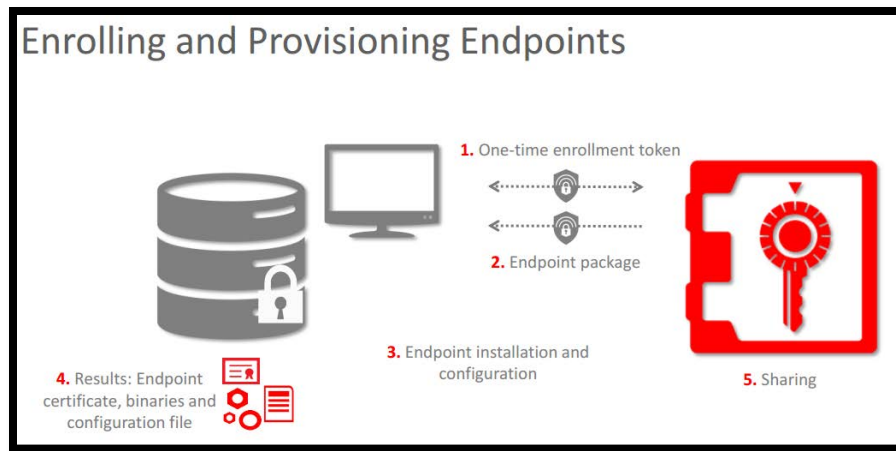 Enrolling and Provisioning Endpoints
1. One-time enrollment token
2. Endpoint package
3. Endpoint installation and
configuration
4. Results: Endpoint
certificate, binaries and
configuration file
5. Sharing